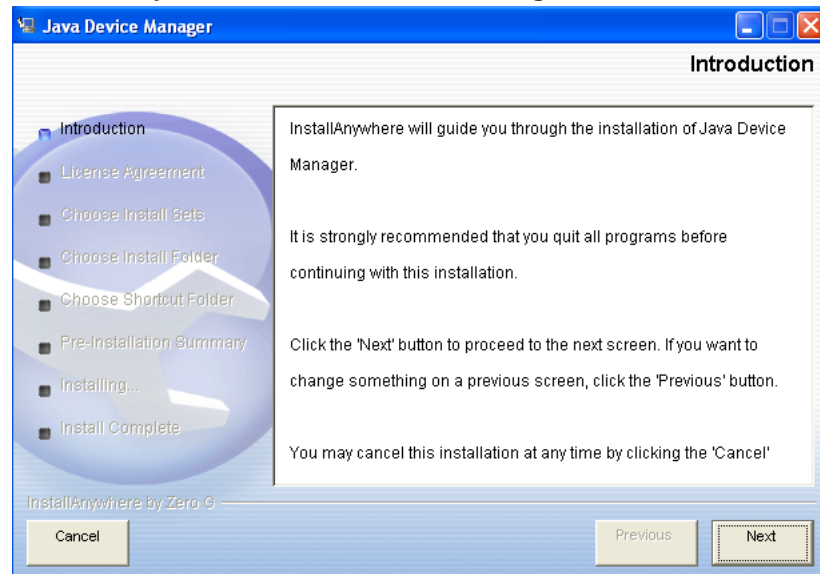 Java Device Manager
Introduction
Introduction
License Agreement
Choose Install Sets
Choose Install Folder
Choose Shortcut Folder
Pre-Installation Summary
Installing...
Install Complete
InstallAnywhere will guide you through the installation of Java Device
Manager.
It is strongly recommended that you quit all programs before
continuing with this installation.
Click the 'Next' button to proceed to the next screen. If you want to
change something on a previous screen, click the 'Previous' button.
You may cancel this installation at any time by clicking the 'Cancel'
InstallAnywhere by Zero G
Cancel
Previous
Next